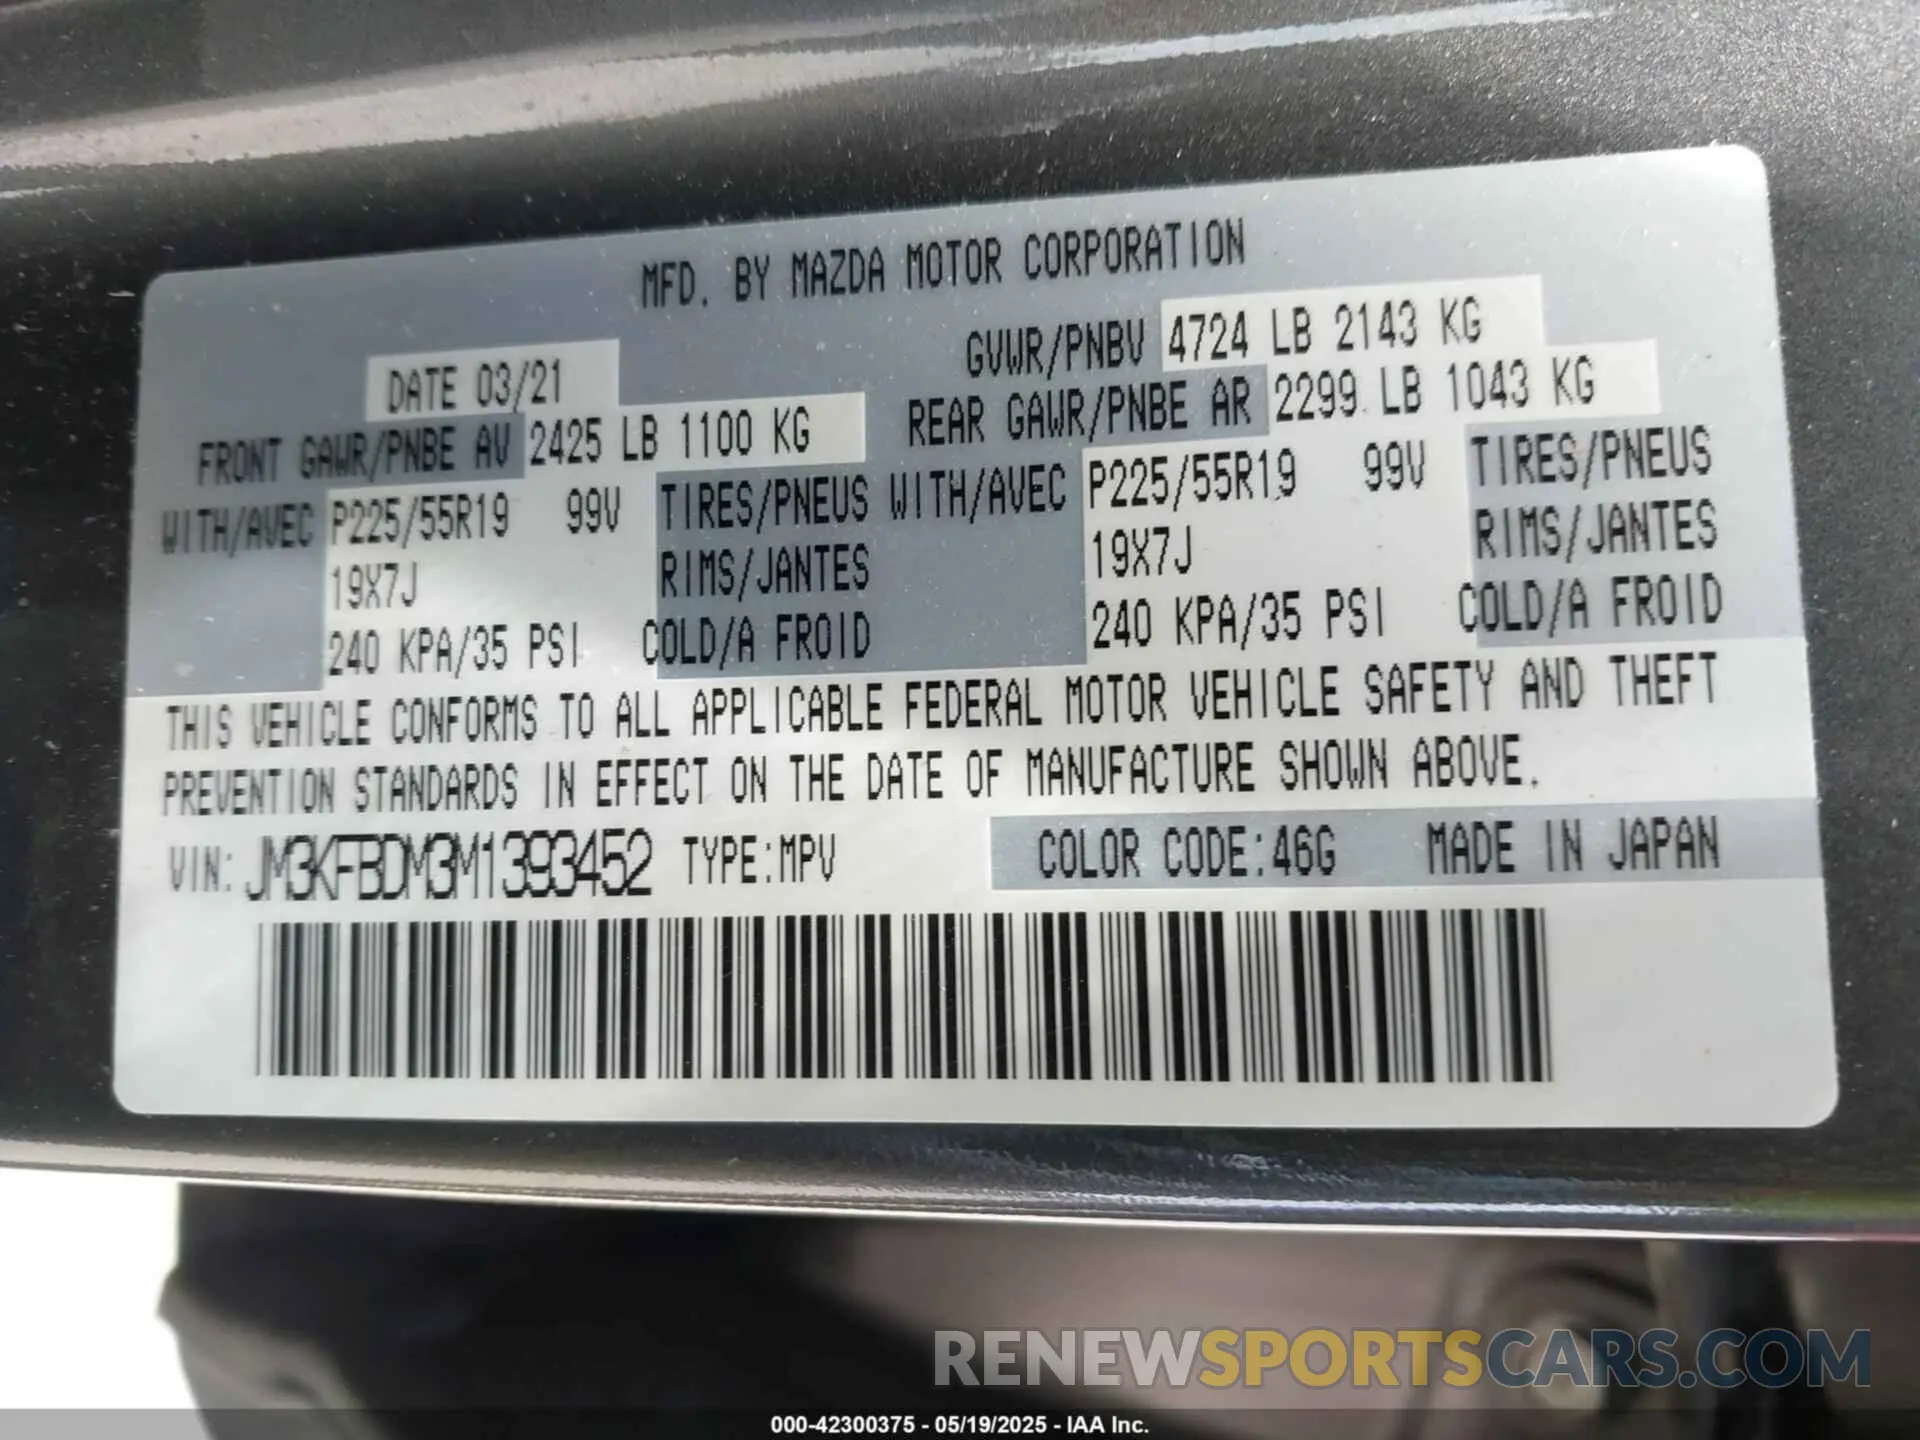 MFD. BY MAZDA MOTOR CORPORATION
DATE 03/21 GVWR/PNBV 4724 LB 2143 KG
FRONT GAWR/PNBE AV 2425 LB 1100 KG REAR GAWR/PNBE AR 2299 LB 1043 KG
WITH/AVEC P225/55R19 99V TIRES/PNEUS WITH/AVEC P225/55R19 99V TIRES/PNEUS
19X7J RIMS/JANTES 19X7J RIMS/JANTES
240 KPA/35 PSI COLD/A FROID 240 KPA/35 PSI COLD/A FROID
THIS VEHICLE CONFORMS TO ALL APPLICABLE FEDERAL MOTOR VEHICLE SAFETY AND THEFT
PREVENTION STANDARDS IN EFFECT ON THE DATE OF MANUFACTURE SHOWN ABOVE.
VIN: JM3KFBDM3M1393452 TYPE:MPV COLOR CODE:46G MADE IN JAPAN
RENEWSPORTSCARS.COM
000-42300375 - 05/19/2025 - IAA Inc.